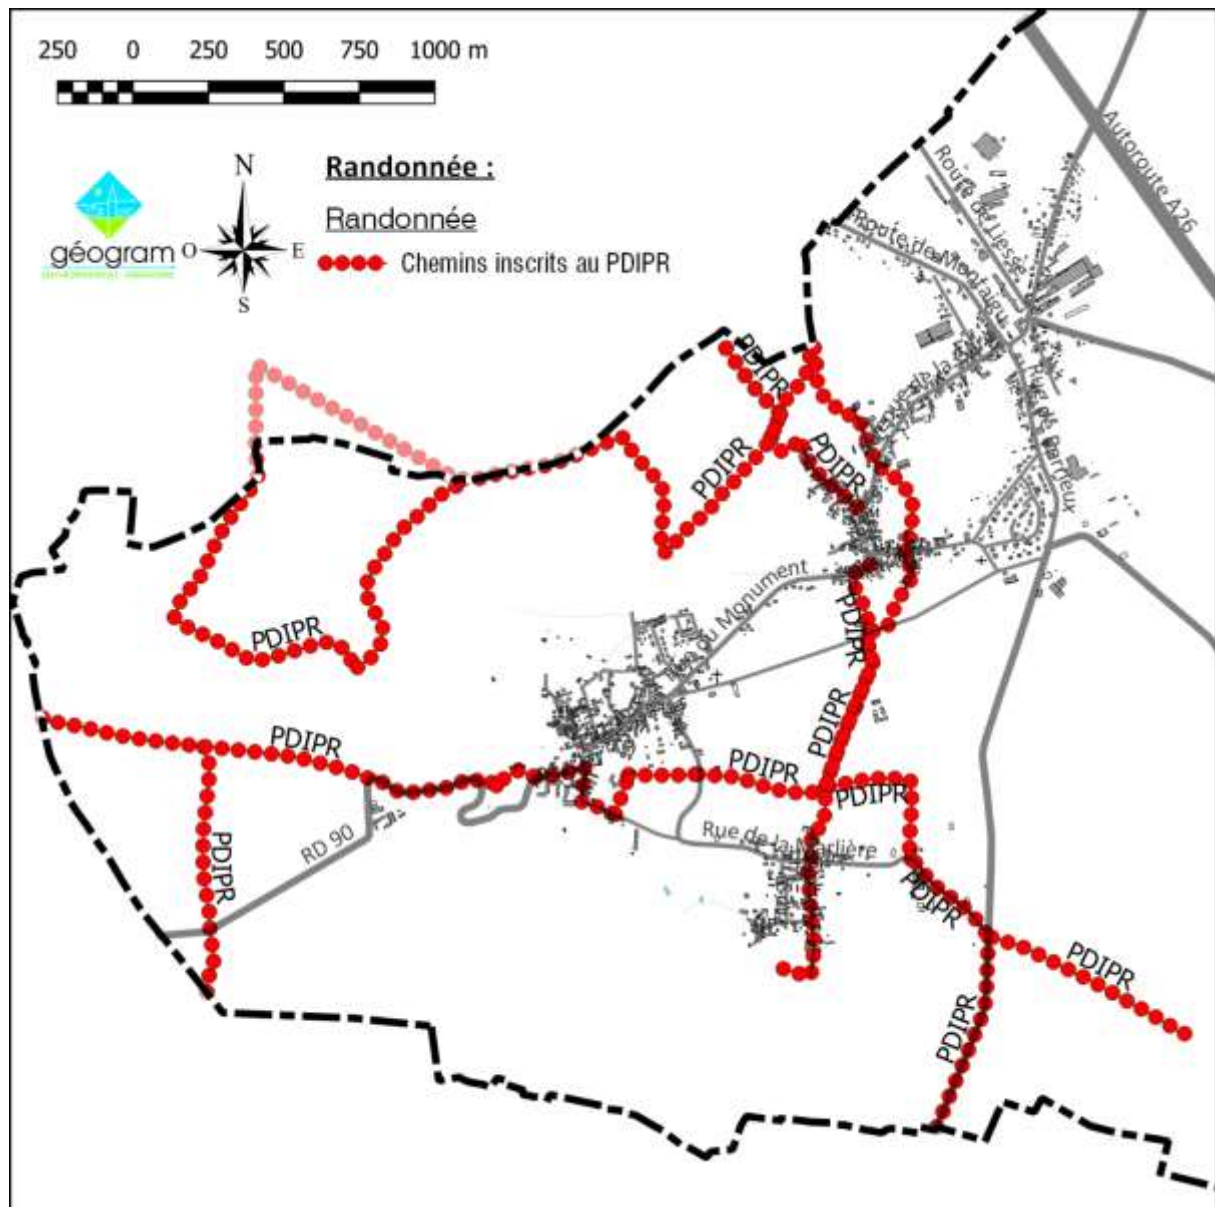 250 0 250 500 750 1000 m
Randonnée :
Randonnée
Chemins inscrits au PDIPR
géogram
N
O
E
S
Autoroute A26
Route de Liesse
Route de Montaigu
PDIPR
PDIPR
PDIPR
PDIPR
Monument
PDIPR
PDIPR
PDIPR
PDIPR
PDIPR
PDIPR
RD 90
Rue de la Marlière
PDIPR
PDIPR
PDIPR